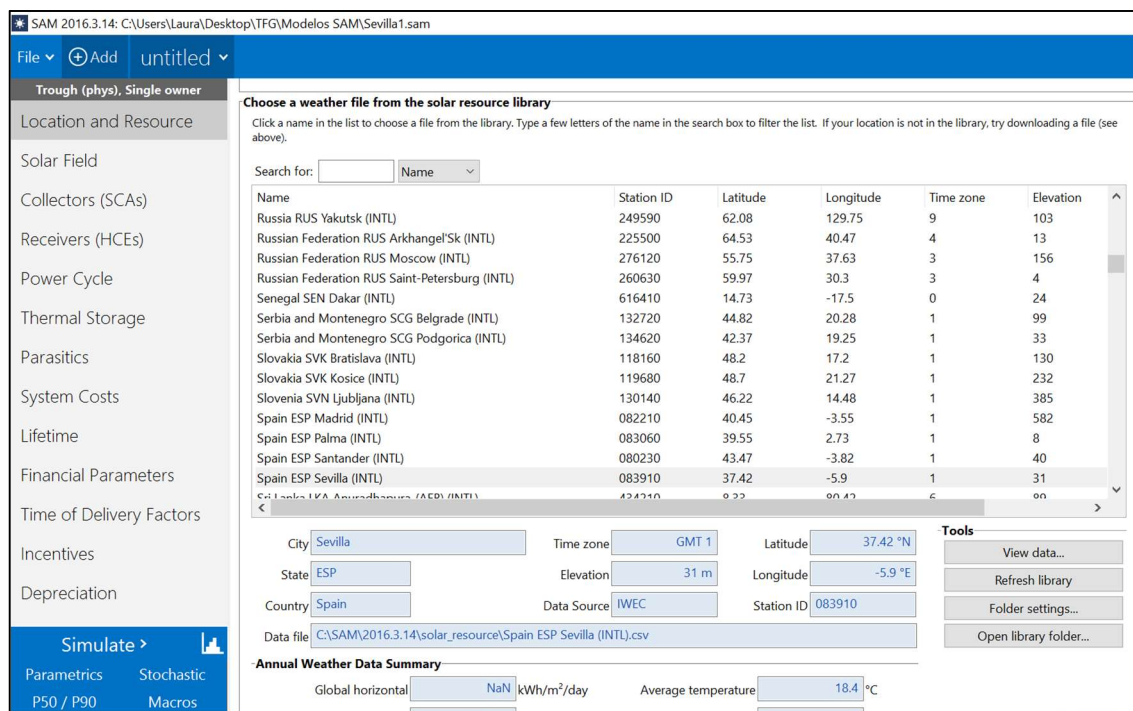 SAM 2016.3.14: C:\Users\Laura\Desktop\TFG\Modelos SAM\Sevilla1.sam
File Add untitled
Trough (phys), Single owner
Location and Resource
Solar Field
Collectors (SCAs)
Receivers (HCEs)
Power Cycle
Thermal Storage
Parasitics
System Costs
Lifetime
Financial Parameters
Time of Delivery Factors
Incentives
Depreciation
Simulate >
Parametrics Stochastic
P50 / P90 Macros
Choose a weather file from the solar resource library
Click a name in the list to choose a file from the library. Type a few letters of the name in the search box to filter the list. If your location is not in the library, try downloading a file (see
above).
Search for: Name
Name Station ID Latitude Longitude Time zone Elevation
Russia RUS Yakutsk (INTL) 249590 62.08 129.75 9 103
Russian Federation RUS Arkhangel'Sk (INTL) 225500 64.53 40.47 4 13
Russian Federation RUS Moscow (INTL) 276120 55.75 37.63 3 156
Russian Federation RUS Saint-Petersburg (INTL) 260630 59.97 30.3 3 4
Senegal SEN Dakar (INTL) 616410 14.73 -17.5 0 24
Serbia and Montenegro SCG Belgrade (INTL) 132720 44.82 20.28 1 99
Serbia and Montenegro SCG Podgorica (INTL) 134620 42.37 19.25 1 33
Slovakia SVK Bratislava (INTL) 118160 48.2 17.2 1 130
Slovakia SVK Kosice (INTL) 119680 48.7 21.27 1 232
Slovenia SVN Ljubljana (INTL) 130140 46.22 14.48 1 385
Spain ESP Madrid (INTL) 082210 40.45 -3.55 1 582
Spain ESP Palma (INTL) 083060 39.55 2.73 1 8
Spain ESP Santander (INTL) 080230 43.47 -3.82 1 40
Spain ESP Sevilla (INTL) 083910 37.42 -5.9 1 31
Sri Lanka LKA Anuradhapura (AFB) (INTL) 434210 8.33 80.42 6 89
City Sevilla Time zone GMT 1 Latitude 37.42 °N
State ESP Elevation 31 m Longitude -5.9 °E
Country Spain Data Source IWEC Station ID 083910
Data file C:\SAM\2016.3.14\solar_resource\Spain ESP Sevilla (INTL).csv
Tools
View data...
Refresh library
Folder settings...
Open library folder...
Annual Weather Data Summary
Global horizontal NaN kWh/m²/day Average temperature 18.4 °C